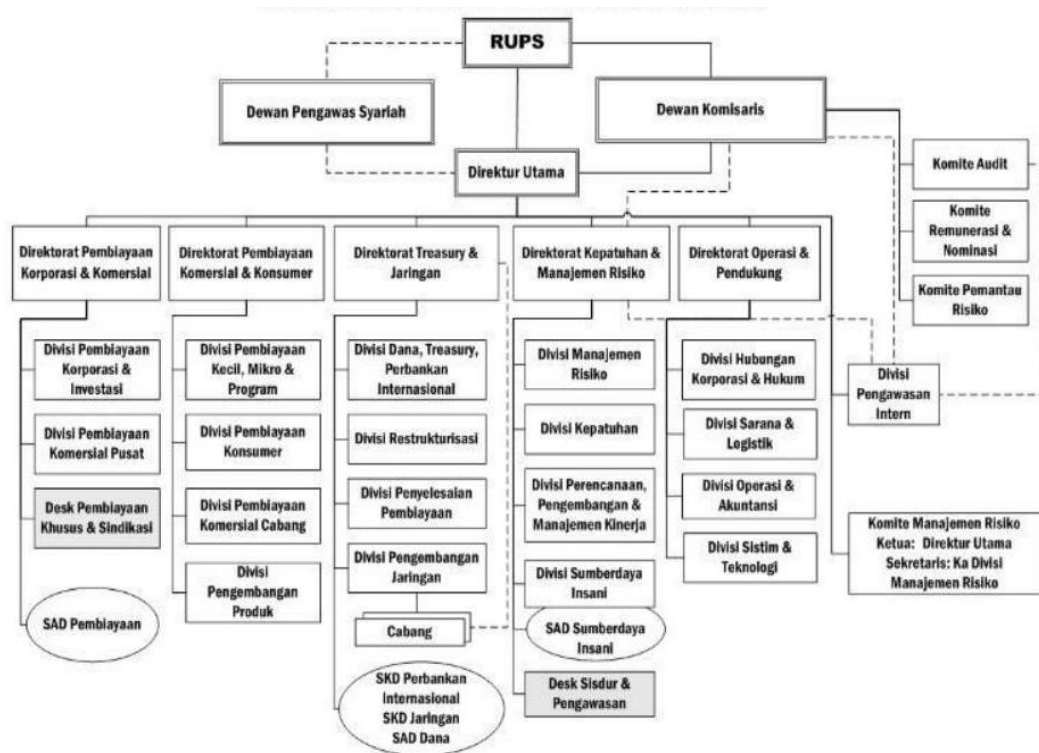 RUPS
Dewan Pengawas Syariah
Dewan Komisaris
Direktur Utama
Komite Audit
Komite
Remunerasi &
Nominasi
Komite Pemantau
Risiko
Direktorat Pembiayaan
Korporasi & Komersial
Direktorat Pembiayaan
Komersial & Konsumer
Direktorat Treasury &
Jaringan
Direktorat Kepatuhan &
Manajemen Risiko
Direktorat Operasi &
Pendukung
Divisi Pembiayaan
Korporasi &
Investasi
Divisi Pembiayaan
Komersial Pusat
Desk Pembiayaan
Khusus & Sindikasi
SAD Pembiayaan
Divisi Pembiayaan
Kecil, Mikro &
Program
Divisi Pembiayaan
Konsumer
Divisi Pembiayaan
Komersial Cabang
Divisi
Pengembangan
Produk
Divisi Dana, Treasury,
Perbankan
Internasional
Divisi Restrukturisasi
Divisi Penyelesaian
Pembiayaan
Divisi Pengembangan
Jaringan
Cabang
SKD Perbankan
Internasional
SKD Jaringan
SAD Dana
Divisi Manajemen
Risiko
Divisi Kepatuhan
Divisi Perencanaan,
Pengembangan &
Manajemen Kinerja
Divisi Sumberdaya
Insani
SAD Sumberdaya
Insani
Desk Sisdur &
Pengawasan
Divisi Hubungan
Korporasi & Hukum
Divisi Sarana &
Logistik
Divisi Operasi &
Akuntansi
Divisi Sistim &
Teknologi
Divisi
Pengawasan
Intern
Komite Manajemen Risiko
Ketua: Direktur Utama
Sekretaris: Ka Divisi
Manajemen Risiko